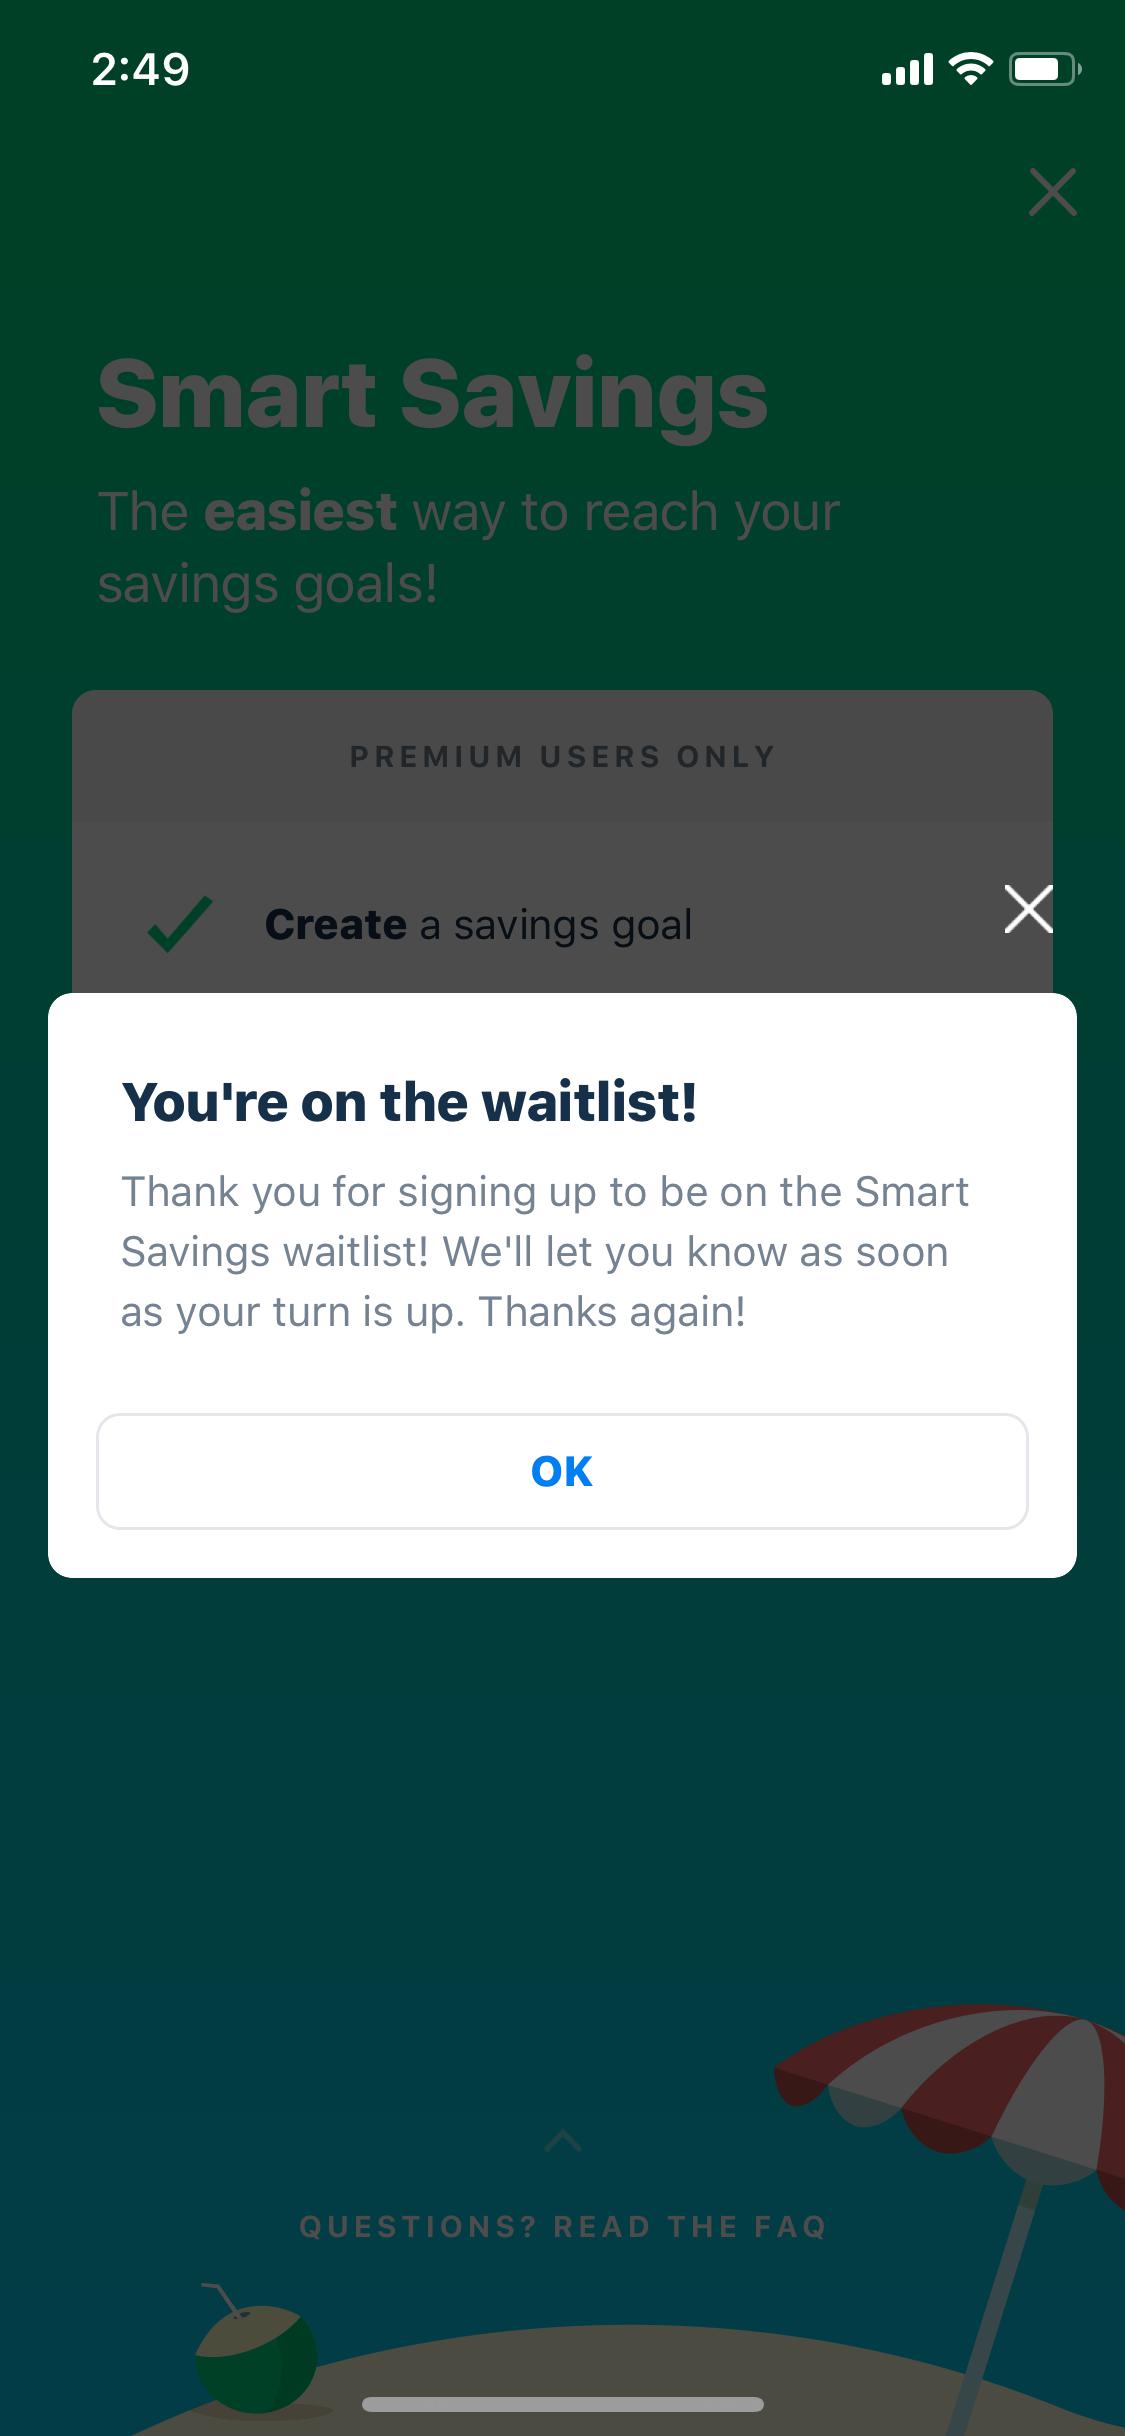 2:49
Smart Savings
The easiest way to reach your
savings goals!
PREMIUM USERS ONLY
Create a savings goal
You're on the waitlist!
Thank you for signing up to be on the Smart
Savings waitlist! We'll let you know as soon
as your turn is up. Thanks again!
OK
QUESTIONS? READ THE FAQ